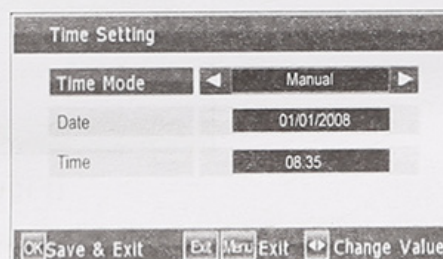 Time Setting
Time Mode Manual
Date 01/01/2008
Time 08:35
OK Save & Exit Exit Menu Exit Change Value